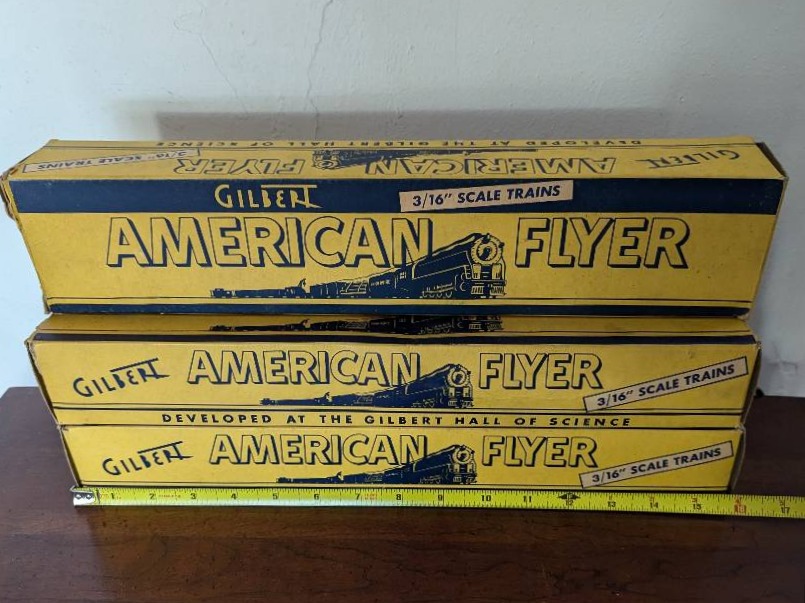 DEVELOPED AT THE GILBERT HALL OF SCIENCE
GILBERT AMERICAN FLYER 3/16" SCALE TRAINS
GILBERT 3/16" SCALE TRAINS
AMERICAN FLYER
GILBERT AMERICAN FLYER 3/16" SCALE TRAINS
DEVELOPED AT THE GILBERT HALL OF SCIENCE
GILBERT AMERICAN FLYER 3/16" SCALE TRAINS
1 2 3 4 5 6 7 8 9 10 11 12 13 14 15 16 17